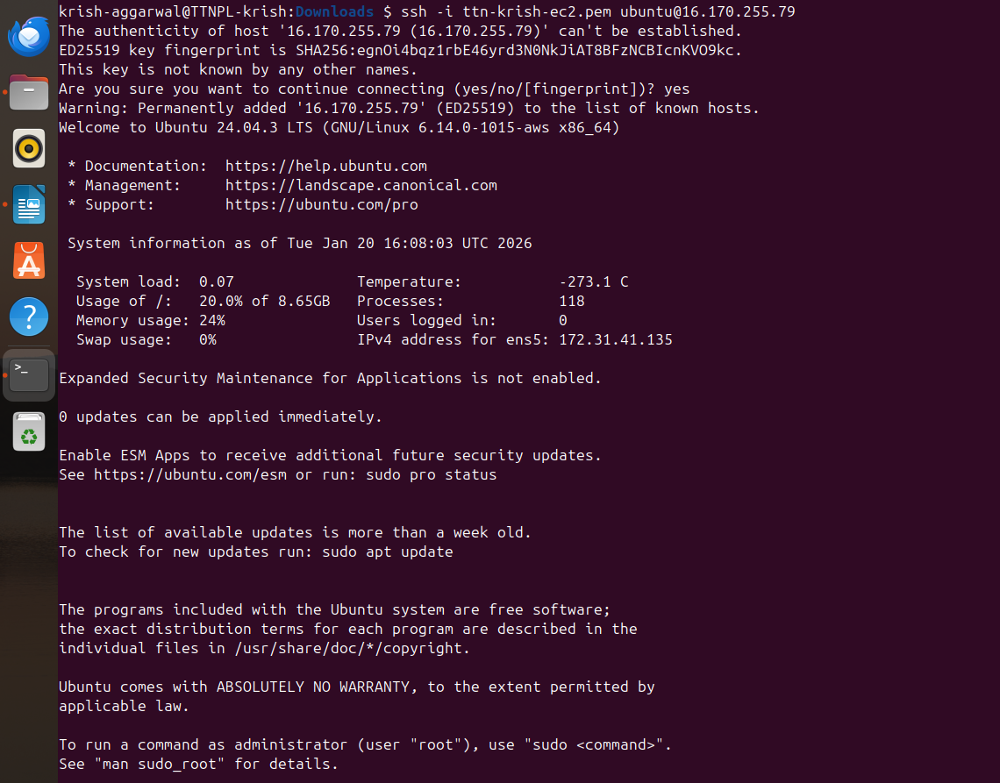 krish-aggarwal@TTNPL-krish:Downloads $ ssh -i ttn-krish-ec2.pem ubuntu@16.170.255.79
The authenticity of host '16.170.255.79 (16.170.255.79)' can't be established.
ED25519 key fingerprint is SHA256:egnOi4bqz1rbE46yrd3N0NkJiAT8BFzNCBIcnKVO9kc.
This key is not known by any other names.
Are you sure you want to continue connecting (yes/no/[fingerprint])? yes
Warning: Permanently added '16.170.255.79' (ED25519) to the list of known hosts.
Welcome to Ubuntu 24.04.3 LTS (GNU/Linux 6.14.0-1015-aws x86_64)

 * Documentation:  https://help.ubuntu.com
 * Management:     https://landscape.canonical.com
 * Support:        https://ubuntu.com/pro

 System information as of Tue Jan 20 16:08:03 UTC 2026

  System load:  0.07              Temperature:           -273.1 C
  Usage of /:   20.0% of 8.65GB   Processes:             118
  Memory usage: 24%               Users logged in:       0
  Swap usage:   0%                IPv4 address for ens5: 172.31.41.135

Expanded Security Maintenance for Applications is not enabled.

0 updates can be applied immediately.

Enable ESM Apps to receive additional future security updates.
See https://ubuntu.com/esm or run: sudo pro status


The list of available updates is more than a week old.
To check for new updates run: sudo apt update


The programs included with the Ubuntu system are free software;
the exact distribution terms for each program are described in the
individual files in /usr/share/doc/*/copyright.

Ubuntu comes with ABSOLUTELY NO WARRANTY, to the extent permitted by
applicable law.

To run a command as administrator (user "root"), use "sudo <command>".
See "man sudo_root" for details.